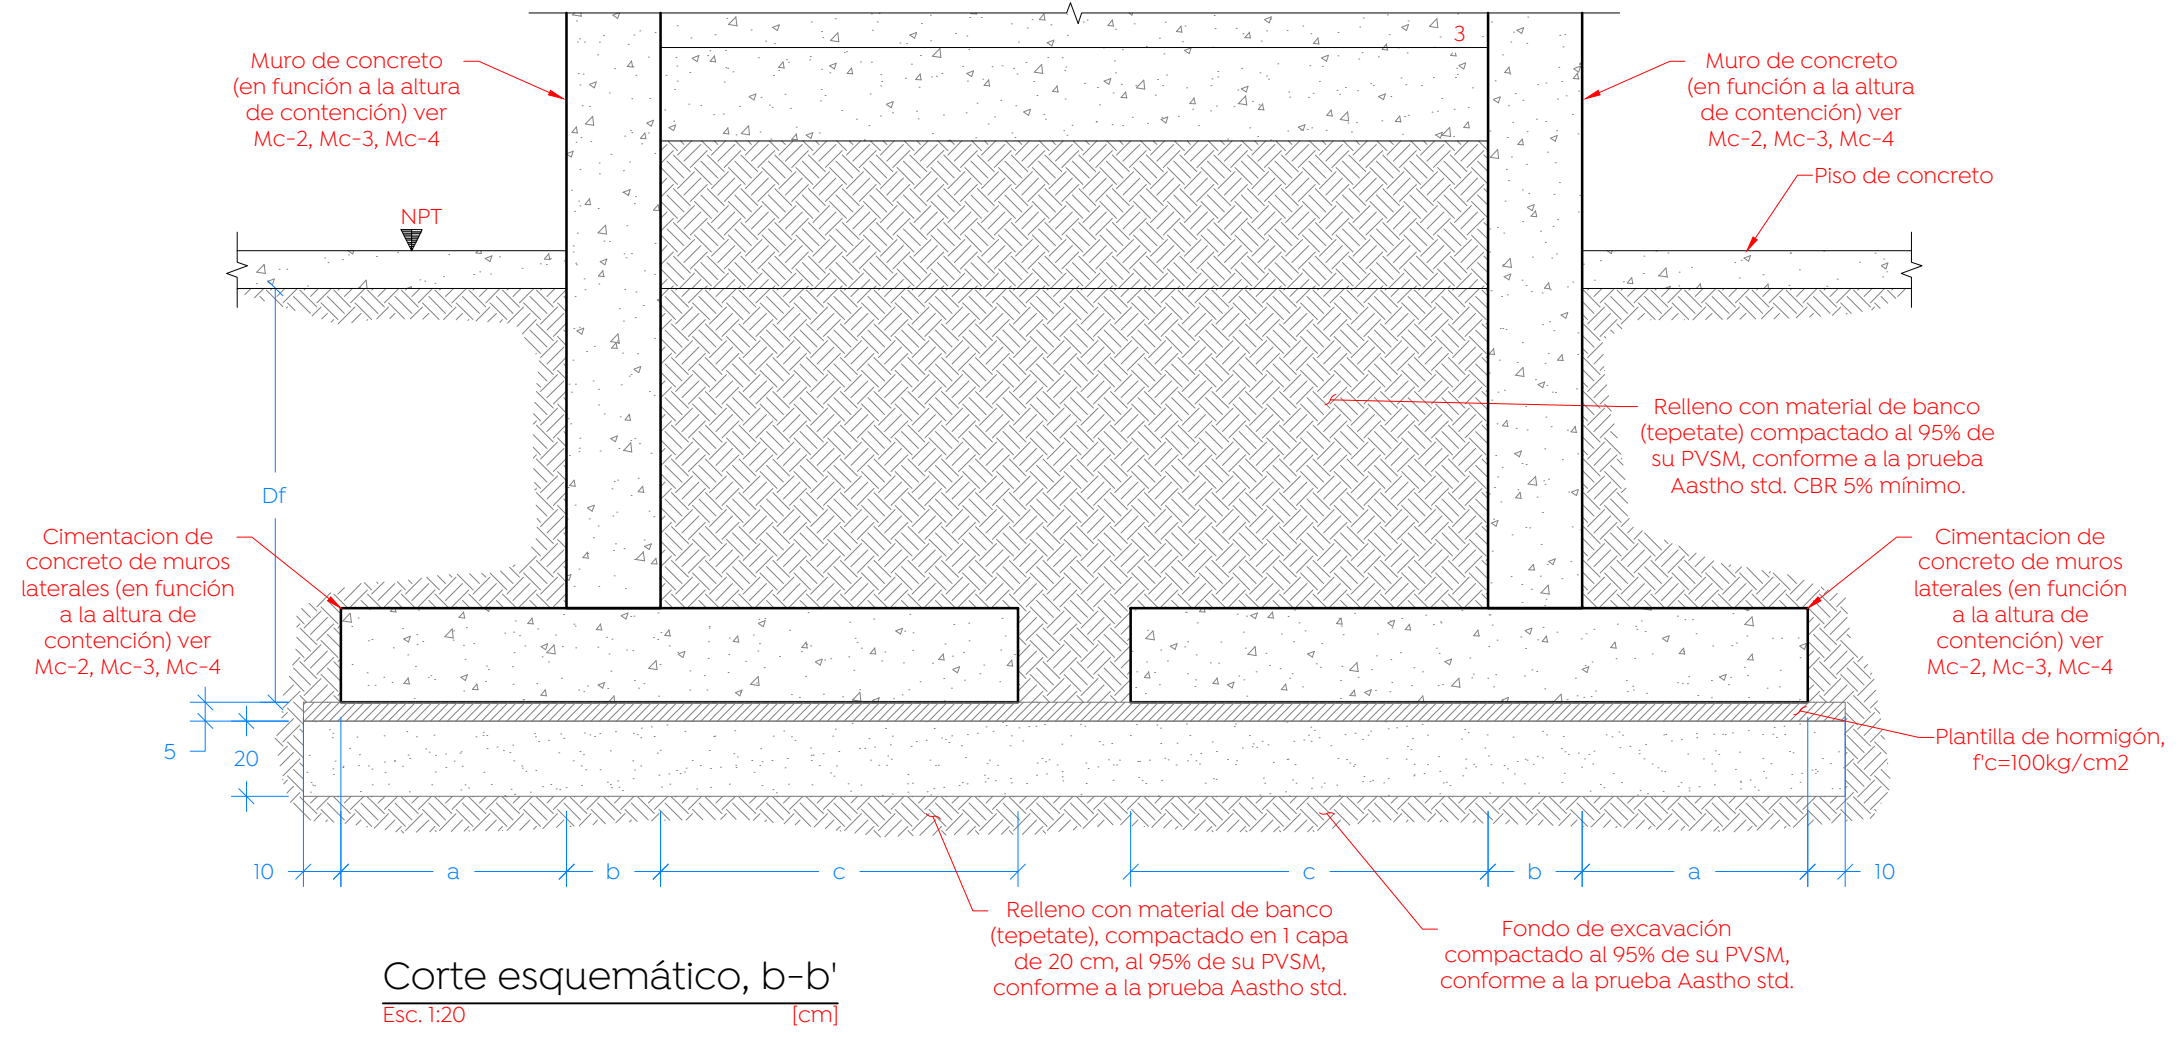 3
Muro de concreto
(en función a la altura
de contención) ver
Mc-2, Mc-3, Mc-4
Muro de concreto
(en función a la altura
de contención) ver
Mc-2, Mc-3, Mc-4
Piso de concreto
NPT
Relleno con material de banco
(tepetate) compactado al 95% de
su PVSM, conforme a la prueba
Aastho std. CBR 5% mínimo.
Df
Cimentacion de
concreto de muros
laterales (en función
a la altura de
contención) ver
Mc-2, Mc-3, Mc-4
Cimentacion de
concreto de muros
laterales (en función
a la altura de
contención) ver
Mc-2, Mc-3, Mc-4
5
20
Plantilla de hormigón,
f'c=100kg/cm2
10
a
b
c
c
b
a
10
Relleno con material de banco
(tepetate), compactado en 1 capa
de 20 cm, al 95% de su PVSM,
conforme a la prueba Aastho std.
Fondo de excavación
compactado al 95% de su PVSM,
conforme a la prueba Aastho std.
Corte esquemático, b-b'
Esc. 1:20 [cm]